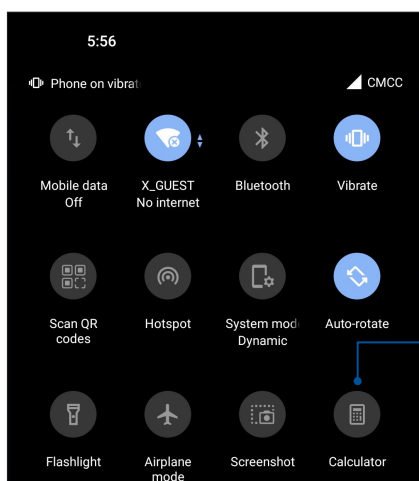 5:56
Phone on vibrat
CMCC
Mobile data
Off
X_GUEST
No internet
Bluetooth
Vibrate
Scan QR
codes
Hotspot
System mod
Dynamic
Auto-rotate
Flashlight
Airplane
mode
Screenshot
Calculator